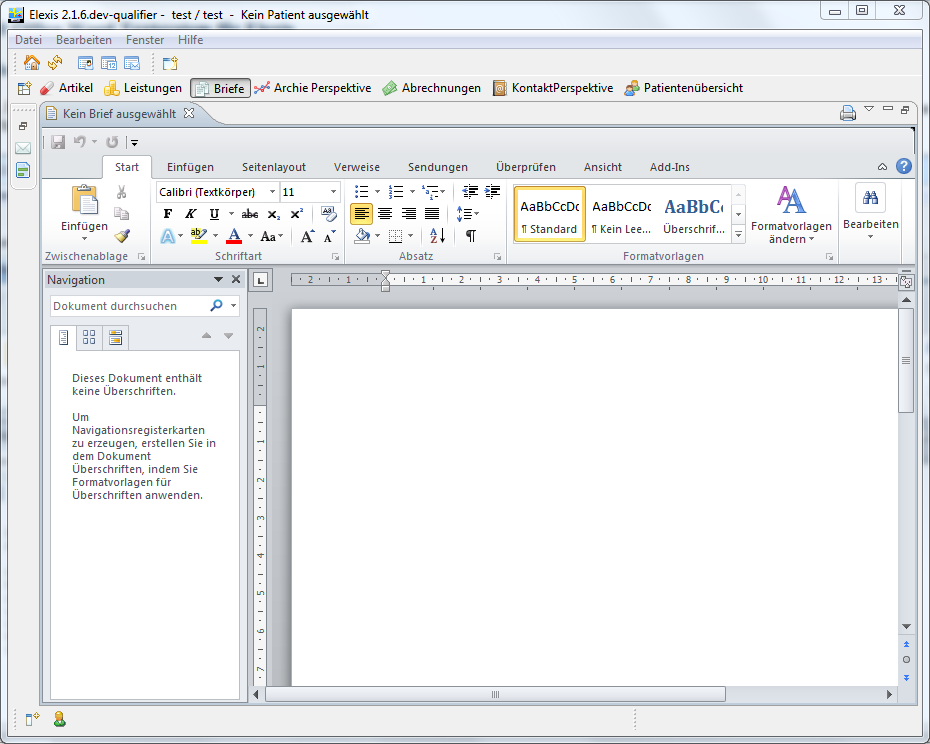 Elexis 2.1.6.dev-qualifier - test / test - Kein Patient ausgewählt
Datei Bearbeiten Fenster Hilfe
Artikel Leistungen Briefe Archie Perspektive Abrechnungen KontaktPerspektive Patientenübersicht
Kein Brief ausgewählt
Start Einfügen Seitenlayout Verweise Sendungen Überprüfen Ansicht Add-Ins
Einfügen
Zwischenablage
Calibri (Textkörper) 11
F K U abc x₂ x²
A ab A Aa A A
Schriftart
Absatz
AaBbCcDc AaBbCcDc AaBbCc
¶ Standard ¶ Kein Lee... Überschrif...
Formatvorlagen
Formatvorlagen
ändern
Bearbeiten
Navigation
Dokument durchsuchen
Dieses Dokument enthält
keine Überschriften.
Um
Navigationsregisterkarten
zu erzeugen, erstellen Sie in
dem Dokument
Überschriften, indem Sie
Formatvorlagen für
Überschriften anwenden.
L
2 1 1 2 3 4 5 6 7 8 9 10 11 12 13
2
1
1
2
3
4
5
6
7